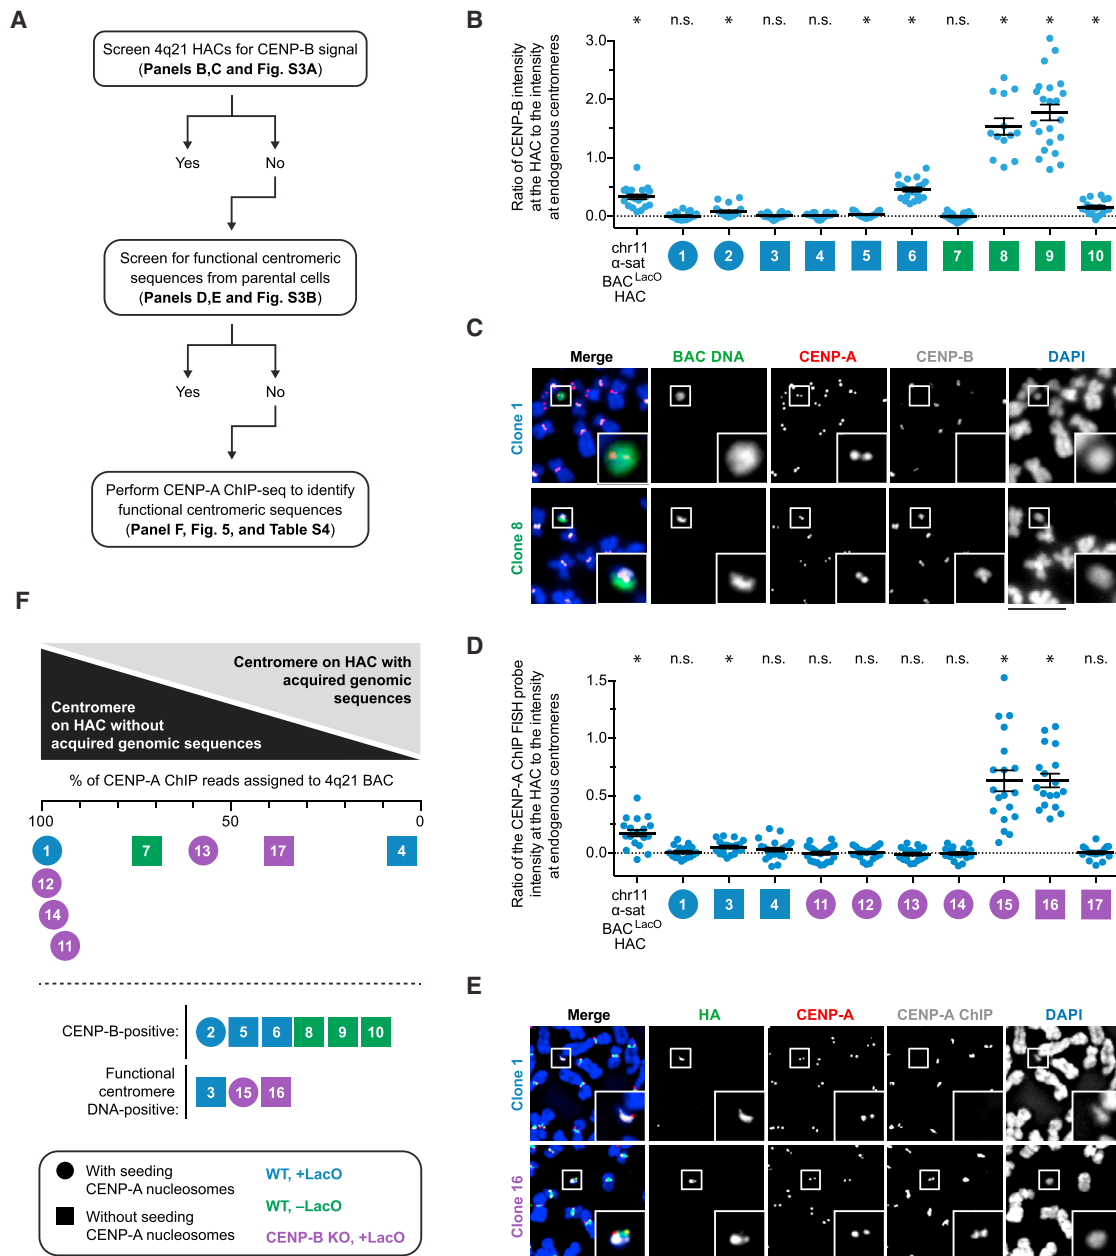 A
Screen 4q21 HACs for CENP-B signal
(Panels B,C and Fig. S3A)
Yes
No
Screen for functional centromeric
sequences from parental cells
(Panels D,E and Fig. S3B)
Yes
No
Perform CENP-A ChIP-seq to identify
functional centromeric sequences
(Panel F, Fig. 5, and Table S4)
B
* n.s. * n.s. n.s. * * n.s. * * *
Ratio of CENP-B intensity
at the HAC to the intensity
at endogenous centromeres
3.0
2.0
1.0
0.0
chr11
α-sat
BAC LacO
HAC
1 2 3 4 5 6 7 8 9 10
C
Merge BAC DNA CENP-A CENP-B DAPI
Clone 1
Clone 8
D
* n.s. * n.s. n.s. n.s. n.s. n.s. * * n.s.
Ratio of the CENP-A ChIP FISH probe
intensity at the HAC to the intensity
at endogenous centromeres
1.5
1.0
0.5
0.0
chr11
α-sat
BAC LacO
HAC
1 3 4 11 12 13 14 15 16 17
E
Merge HA CENP-A CENP-A ChIP DAPI
Clone 1
Clone 16
F
Centromere on HAC with
acquired genomic
sequences
Centromere
on HAC without
acquired genomic sequences
% of CENP-A ChIP reads assigned to 4q21 BAC
100 50 0
1 7 13 17 4
12
14
11
CENP-B-positive: 2 5 6 8 9 10
Functional
centromere
DNA-positive:
3 15 16
With seeding
CENP-A nucleosomes
Without seeding
CENP-A nucleosomes
WT, +LacO
WT, –LacO
CENP-B KO, +LacO